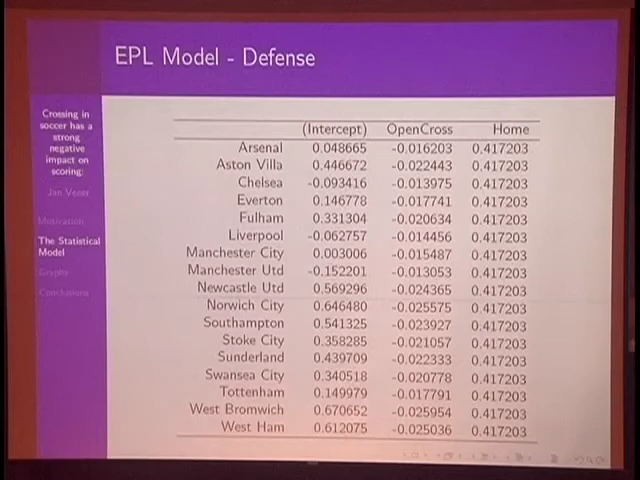 EPL Model - Defense
Crossing in
soccer has a
strong
negative
impact on
scoring:
Jan Vecer
Motivation
The Statistical
Model
Graphs
Conclusions
(Intercept) OpenCross Home
Arsenal 0.048665 -0.016203 0.417203
Aston Villa 0.446672 -0.022443 0.417203
Chelsea -0.093416 -0.013975 0.417203
Everton 0.146778 -0.017741 0.417203
Fulham 0.331304 -0.020634 0.417203
Liverpool -0.062757 -0.014456 0.417203
Manchester City 0.003006 -0.015487 0.417203
Manchester Utd -0.152201 -0.013053 0.417203
Newcastle Utd 0.569296 -0.024365 0.417203
Norwich City 0.646480 -0.025575 0.417203
Southampton 0.541325 -0.023927 0.417203
Stoke City 0.358285 -0.021057 0.417203
Sunderland 0.439709 -0.022333 0.417203
Swansea City 0.340518 -0.020778 0.417203
Tottenham 0.149979 -0.017791 0.417203
West Bromwich 0.670652 -0.025954 0.417203
West Ham 0.612075 -0.025036 0.417203